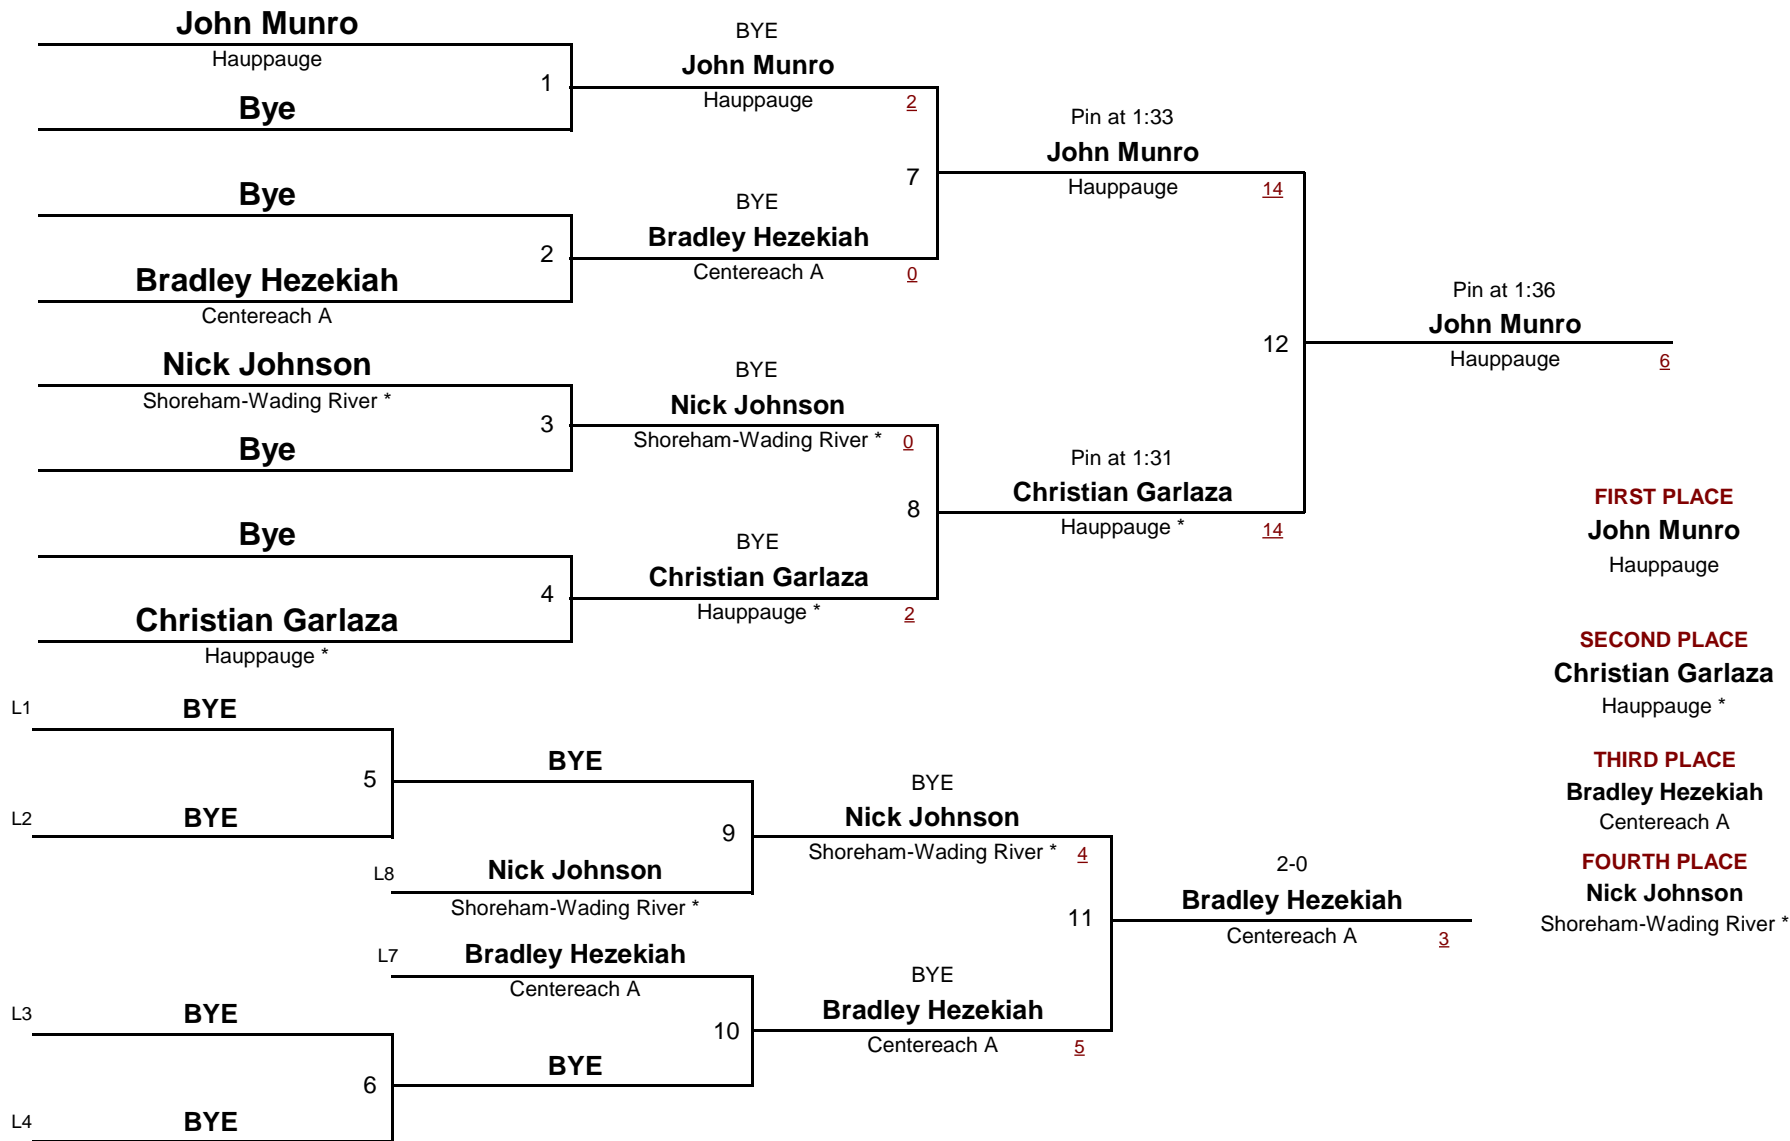 John Munro
Hauppauge
1
Bye
BYE
John Munro
Hauppauge
2
Bye
2
Bradley Hezekiah
Centereach A
BYE
Bradley Hezekiah
Centereach A
0
7
Pin at 1:33
John Munro
Hauppauge
14
Nick Johnson
Shoreham-Wading River *
3
Bye
BYE
Nick Johnson
Shoreham-Wading River *
0
Bye
4
Christian Garlaza
Hauppauge *
BYE
Christian Garlaza
Hauppauge *
2
8
Pin at 1:31
Christian Garlaza
Hauppauge *
14
12
Pin at 1:36
John Munro
Hauppauge
6
FIRST PLACE
John Munro
Hauppauge
SECOND PLACE
Christian Garlaza
Hauppauge *
THIRD PLACE
Bradley Hezekiah
Centereach A
FOURTH PLACE
Nick Johnson
Shoreham-Wading River *
L1
BYE
5
L2
BYE
BYE
9
L8
Nick Johnson
Shoreham-Wading River *
BYE
Nick Johnson
Shoreham-Wading River *
4
L7
Bradley Hezekiah
Centereach A
10
BYE
L3
BYE
6
L4
BYE
BYE
Bradley Hezekiah
Centereach A
5
11
2-0
Bradley Hezekiah
Centereach A
3